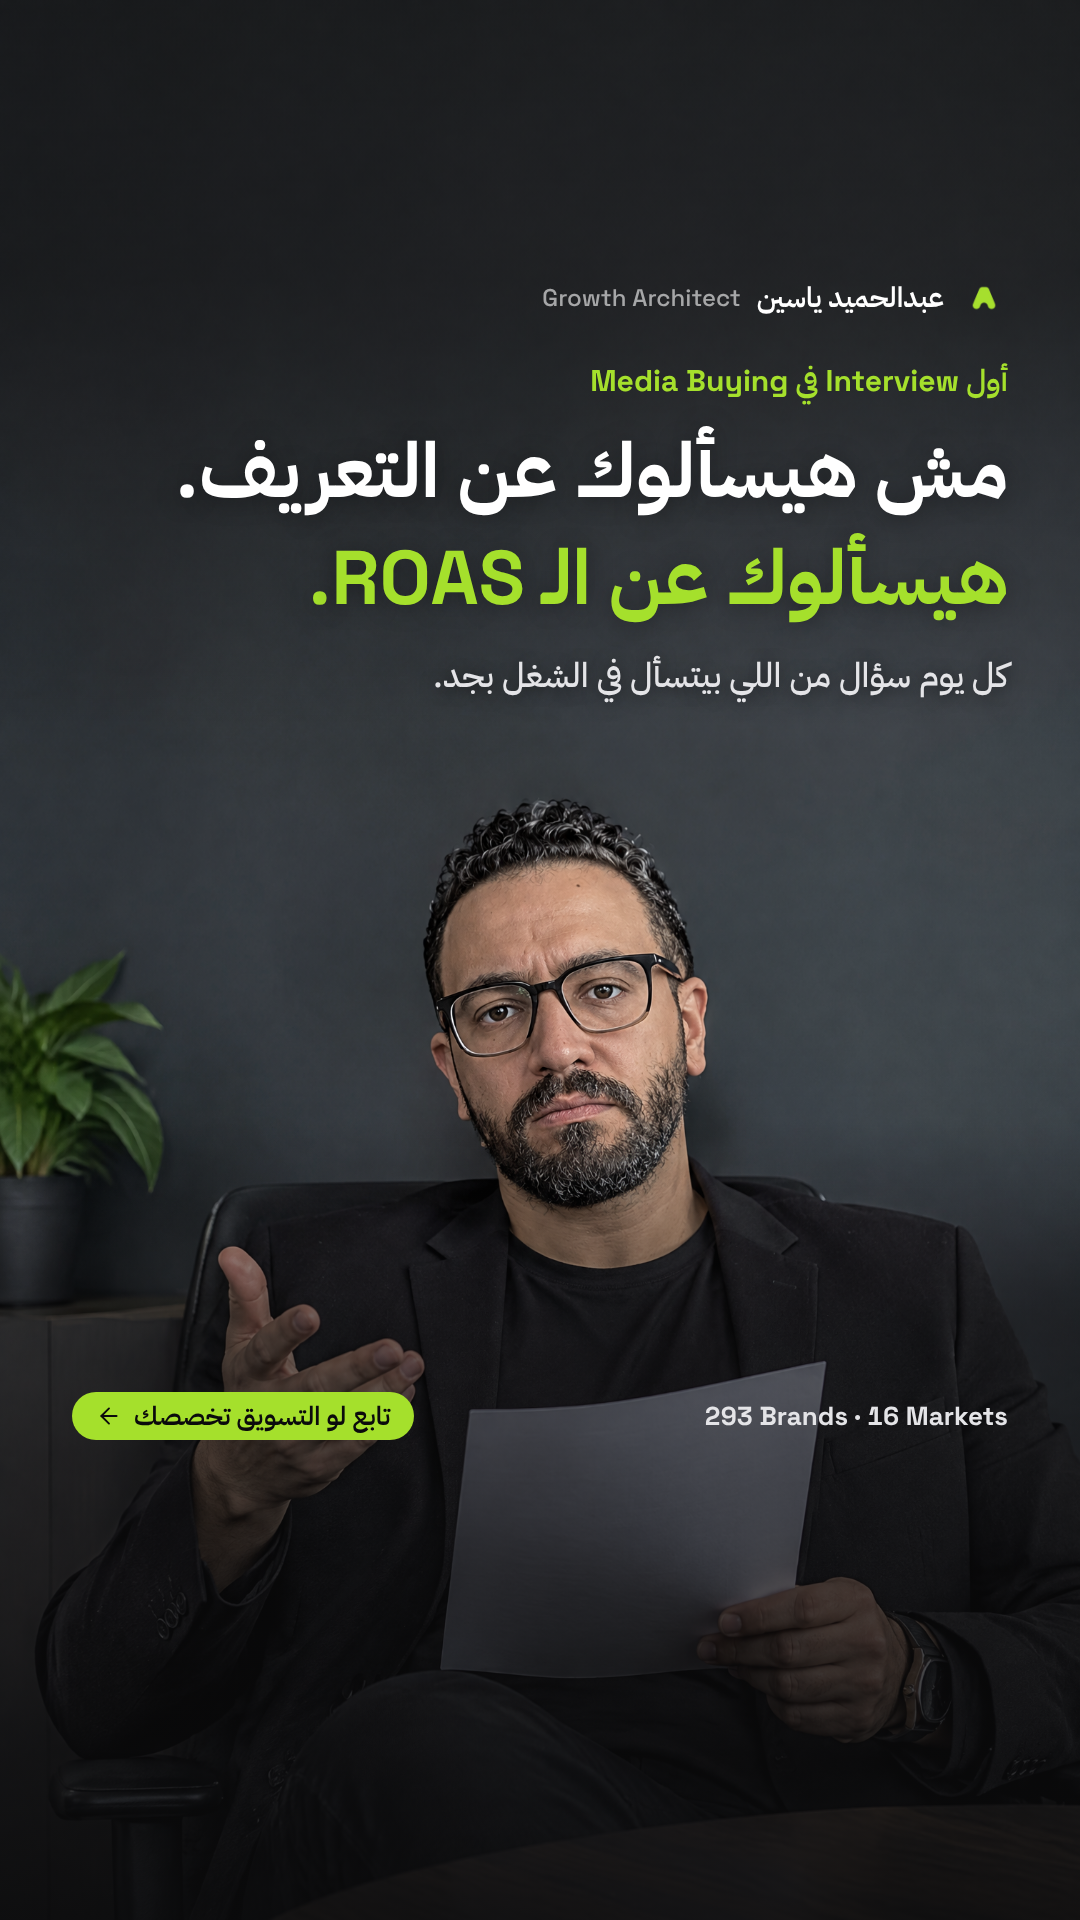 عبدالحميد ياسين Growth Architect
أول Interview في Media Buying
مش هيسألوك عن التعريف.
هيسألوك عن الـ ROAS.
كل يوم سؤال من اللي بيتسأل في الشغل بجد.
293 Brands · 16 Markets
تابع لو التسويق تخصصك ←